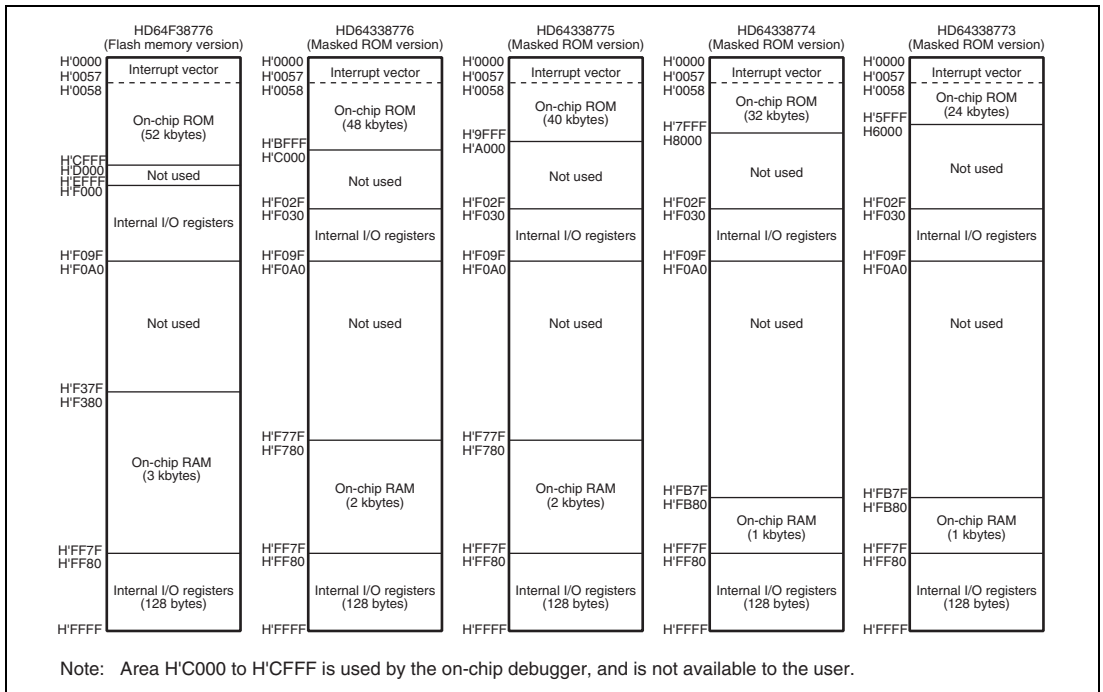 HD64F38776
(Flash memory version)
H'0000
H'0057
H'0058
Interrupt vector
On-chip ROM
(52 kbytes)
H'CFFF
H'D000
H'EFFF
H'F000
Not used
Internal I/O registers
H'F09F
H'F0A0
Not used
H'F37F
H'F380
On-chip RAM
(3 kbytes)
H'FF7F
H'FF80
Internal I/O registers
(128 bytes)
H'FFFF
HD64338776
(Masked ROM version)
H'0000
H'0057
H'0058
Interrupt vector
On-chip ROM
(48 kbytes)
H'BFFF
H'C000
Not used
H'F02F
H'F030
Internal I/O registers
H'F09F
H'F0A0
Not used
H'F77F
H'F780
On-chip RAM
(2 kbytes)
H'FF7F
H'FF80
Internal I/O registers
(128 bytes)
H'FFFF
HD64338775
(Masked ROM version)
H'0000
H'0057
H'0058
Interrupt vector
On-chip ROM
(40 kbytes)
H'9FFF
H'A000
Not used
H'F02F
H'F030
Internal I/O registers
H'F09F
H'F0A0
Not used
H'F77F
H'F780
On-chip RAM
(2 kbytes)
H'FF7F
H'FF80
Internal I/O registers
(128 bytes)
H'FFFF
HD64338774
(Masked ROM version)
H'0000
H'0057
H'0058
Interrupt vector
On-chip ROM
(32 kbytes)
H'7FFF
H8000
Not used
H'F02F
H'F030
Internal I/O registers
H'F09F
H'F0A0
Not used
H'FB7F
H'FB80
On-chip RAM
(1 kbytes)
H'FF7F
H'FF80
Internal I/O registers
(128 bytes)
H'FFFF
HD64338773
(Masked ROM version)
H'0000
H'0057
H'0058
Interrupt vector
On-chip ROM
(24 kbytes)
H'5FFF
H6000
Not used
H'F02F
H'F030
Internal I/O registers
H'F09F
H'F0A0
Not used
H'FB7F
H'FB80
On-chip RAM
(1 kbytes)
H'FF7F
H'FF80
Internal I/O registers
(128 bytes)
H'FFFF
Note: Area H'C000 to H'CFFF is used by the on-chip debugger, and is not available to the user.